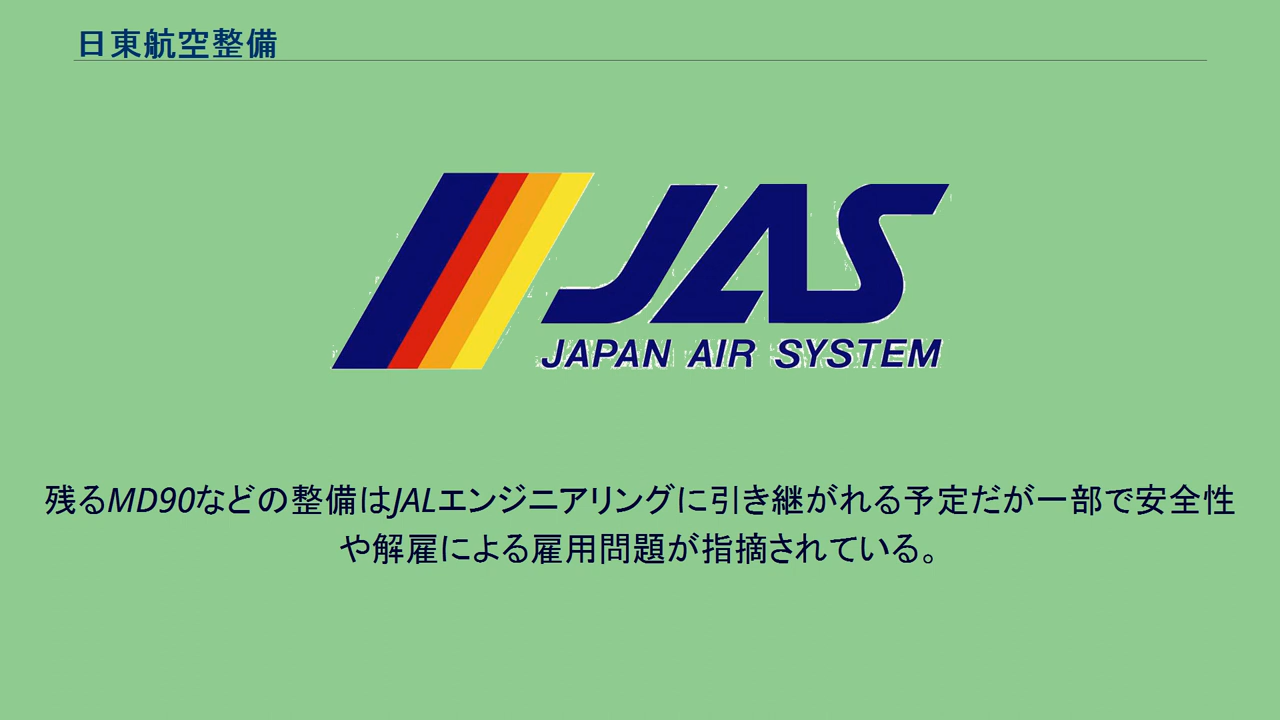 日東航空整備
JAS
JAPAN AIR SYSTEM
残るMD90などの整備はJALエンジニアリングに引き継がれる予定だが一部で安全性
や解雇による雇用問題が指摘されている。